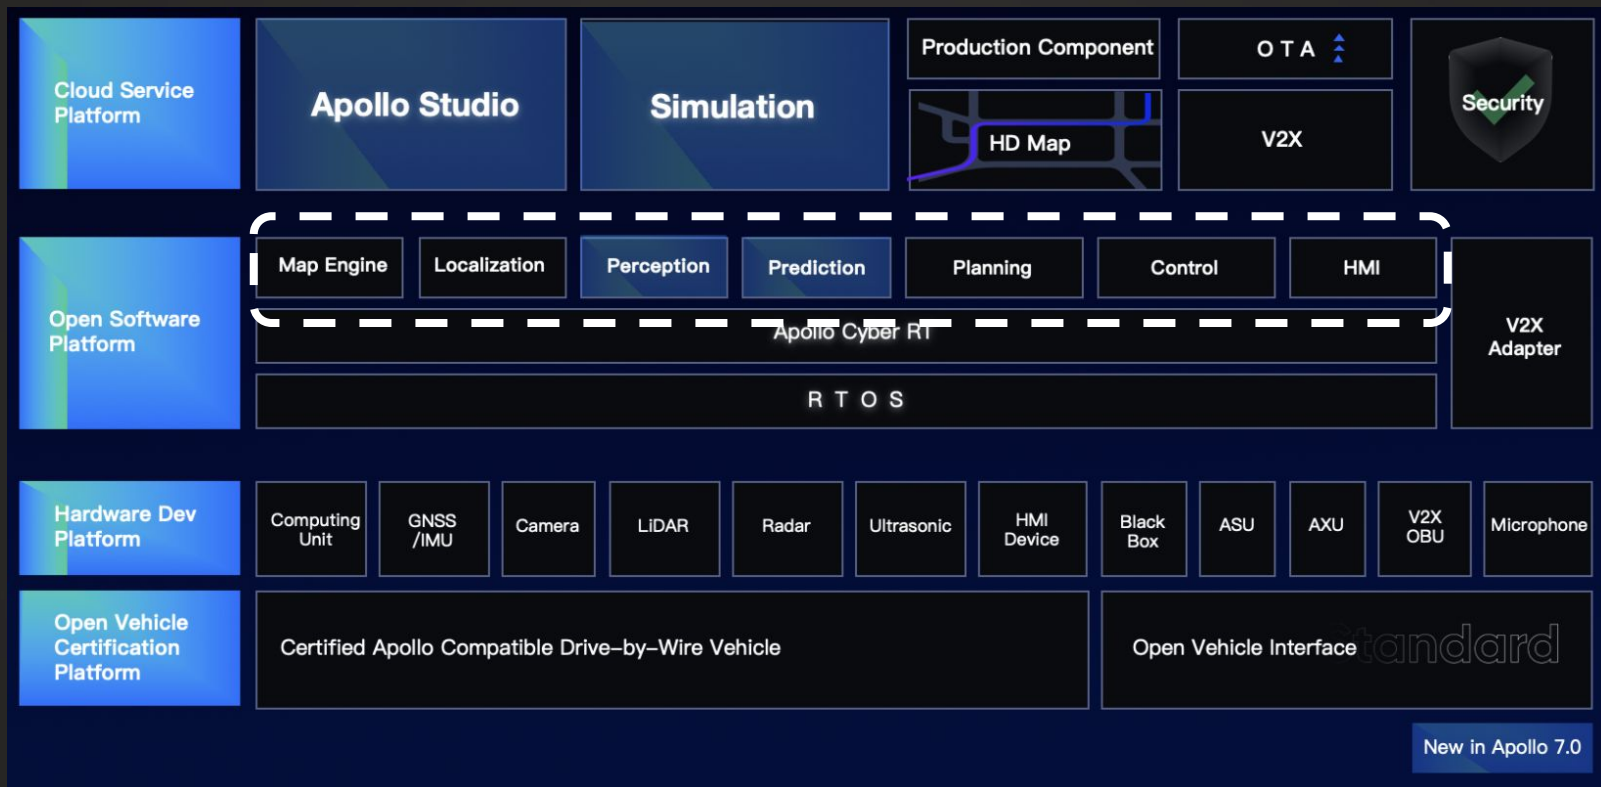 Cloud Service
Platform
Apollo Studio
Simulation
Production Component
HD Map
OTA
V2X
Security
Open Software
Platform
Map Engine
Localization
Perception
Prediction
Planning
Control
HMI
Apollo Cyber RT
RTOS
V2X
Adapter
Hardware Dev
Platform
Computing
Unit
GNSS
/IMU
Camera
LiDAR
Radar
Ultrasonic
HMI
Device
Black
Box
ASU
AXU
V2X
OBU
Microphone
Open Vehicle
Certification
Platform
Certified Apollo Compatible Drive–by–Wire Vehicle
Open Vehicle Interface
Standard
New in Apollo 7.0